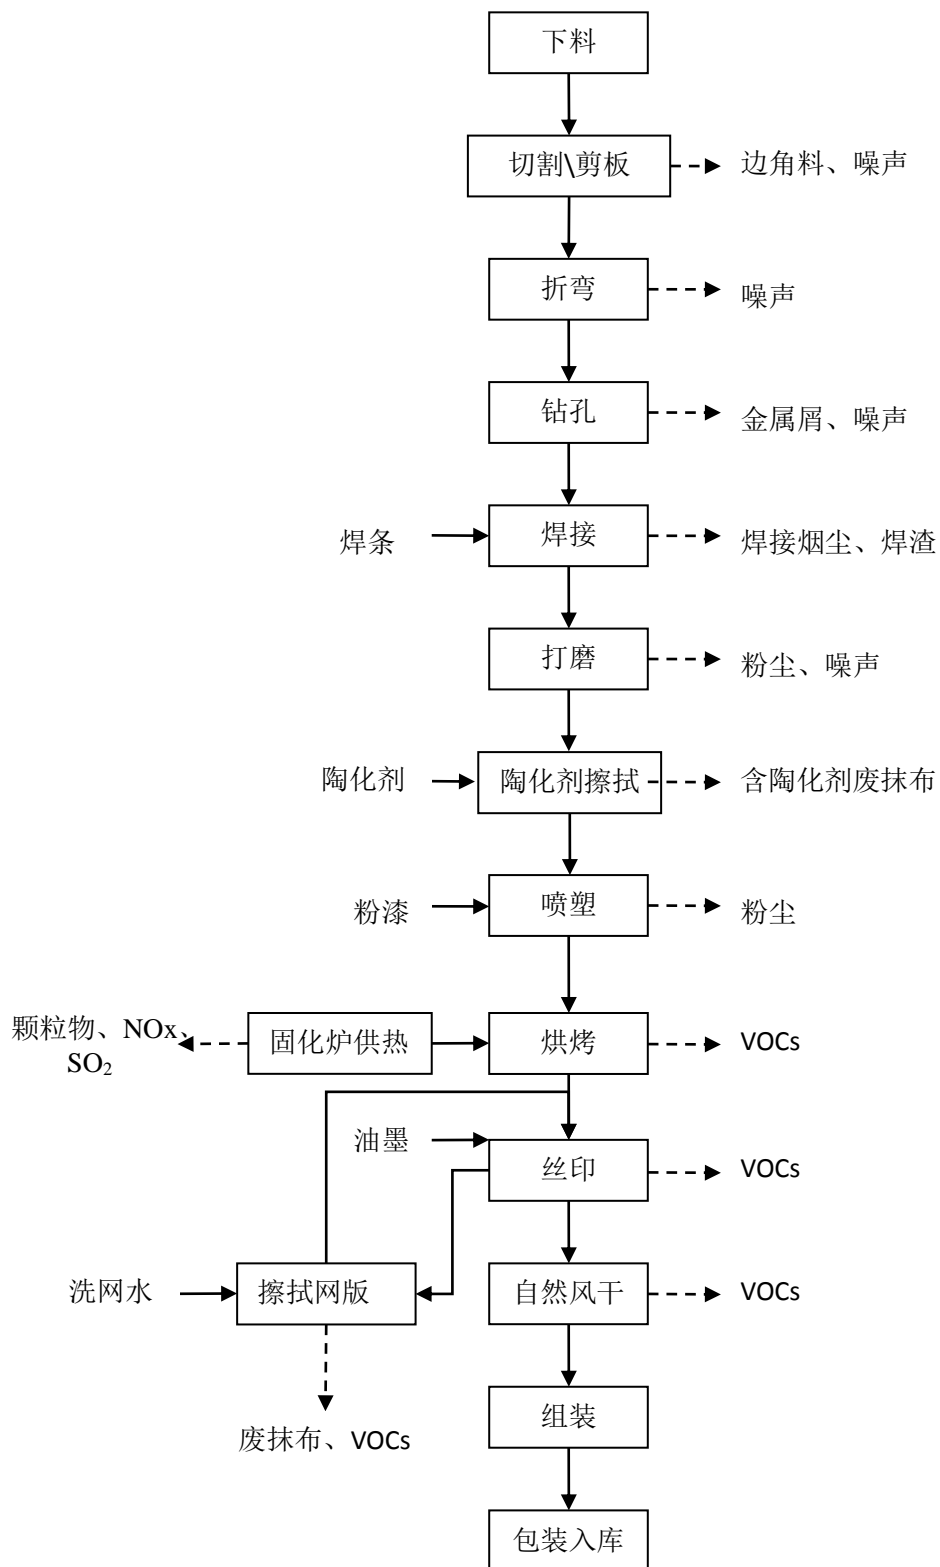 下料
切割\剪板
边角料、噪声
折弯
噪声
钻孔
金属屑、噪声
焊条
焊接
焊接烟尘、焊渣
打磨
粉尘、噪声
陶化剂
陶化剂擦拭
含陶化剂废抹布
粉漆
喷塑
粉尘
颗粒物、NOx、
SO₂
固化炉供热
烘烤
VOCs
油墨
丝印
VOCs
洗网水
擦拭网版
自然风干
VOCs
废抹布、VOCs
组装
包装入库